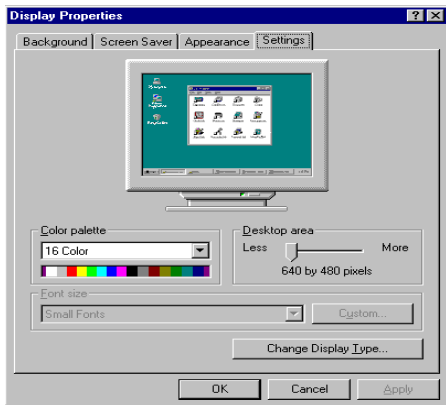 Display Properties
Background Screen Saver Appearance Settings
Color palette
16 Color
Desktop area
Less More
640 by 480 pixels
Font size
Small Fonts
Custom...
Change Display Type...
OK Cancel Apply